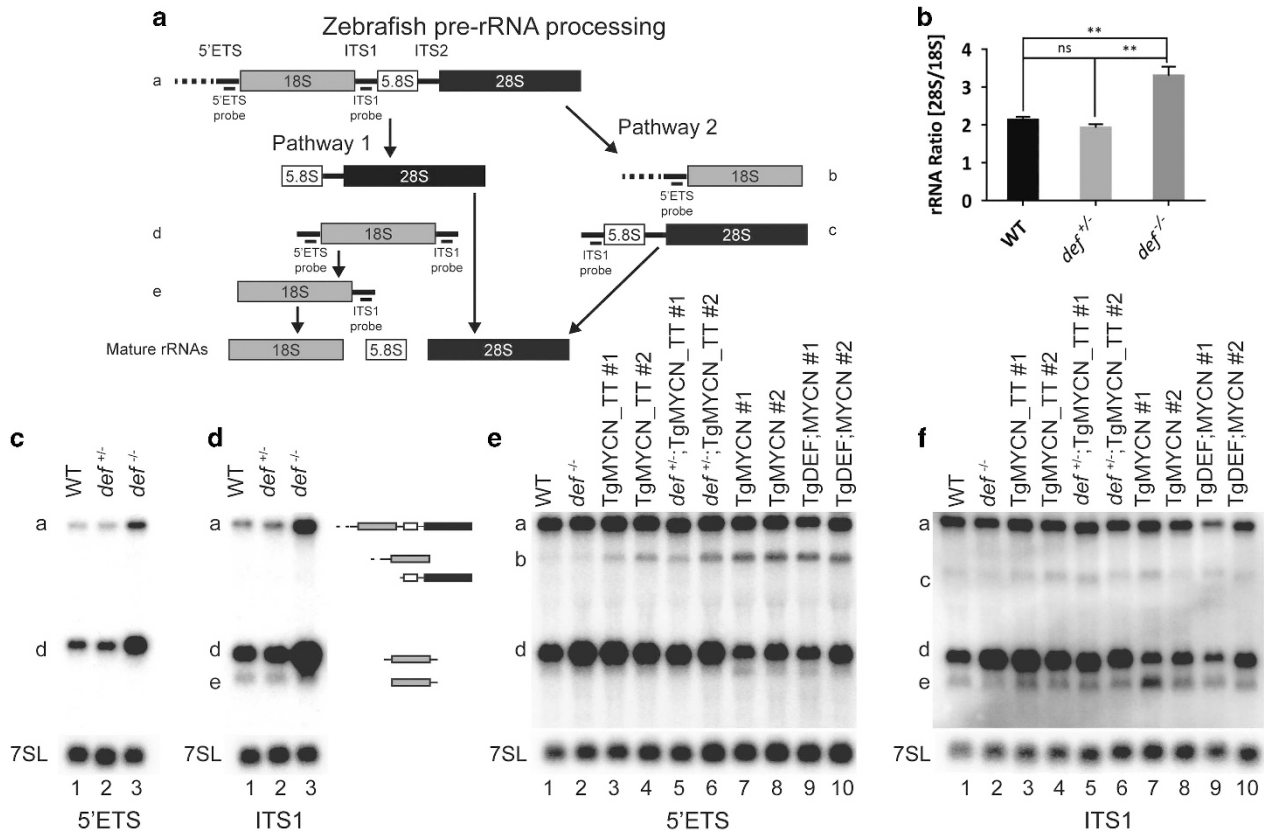 a
Zebrafish pre-rRNA processing
5'ETS
ITS1
ITS2
a
18S
5.8S
28S
5'ETS
probe
ITS1
probe
Pathway 1
Pathway 2
5.8S
28S
18S
b
5'ETS
probe
d
18S
5'ETS
probe
ITS1
probe
5.8S
28S
c
ITS1
probe
e
18S
ITS1
probe
Mature rRNAs
18S
5.8S
28S
b
**
ns
**
rRNA Ratio [28S/18S]
4
3
2
1
0
WT
def+/-
def-/-
c
WT
def +/-
def -/-
a
d
7SL
1 2 3
5'ETS
d
WT
def +/-
def -/-
a
d
e
7SL
1 2 3
ITS1
e
WT
def -/-
TgMYCN_TT #1
TgMYCN_TT #2
def+/-;TgMYCN_TT #1
def+/-;TgMYCN_TT #2
TgMYCN #1
TgMYCN #2
TgDEF;MYCN #1
TgDEF;MYCN #2
a
b
d
7SL
1 2 3 4 5 6 7 8 9 10
5'ETS
f
WT
def -/-
TgMYCN_TT #1
TgMYCN_TT #2
def+/-;TgMYCN_TT #1
def+/-;TgMYCN_TT #2
TgMYCN #1
TgMYCN #2
TgDEF;MYCN #1
TgDEF;MYCN #2
a
c
d
e
7SL
1 2 3 4 5 6 7 8 9 10
ITS1